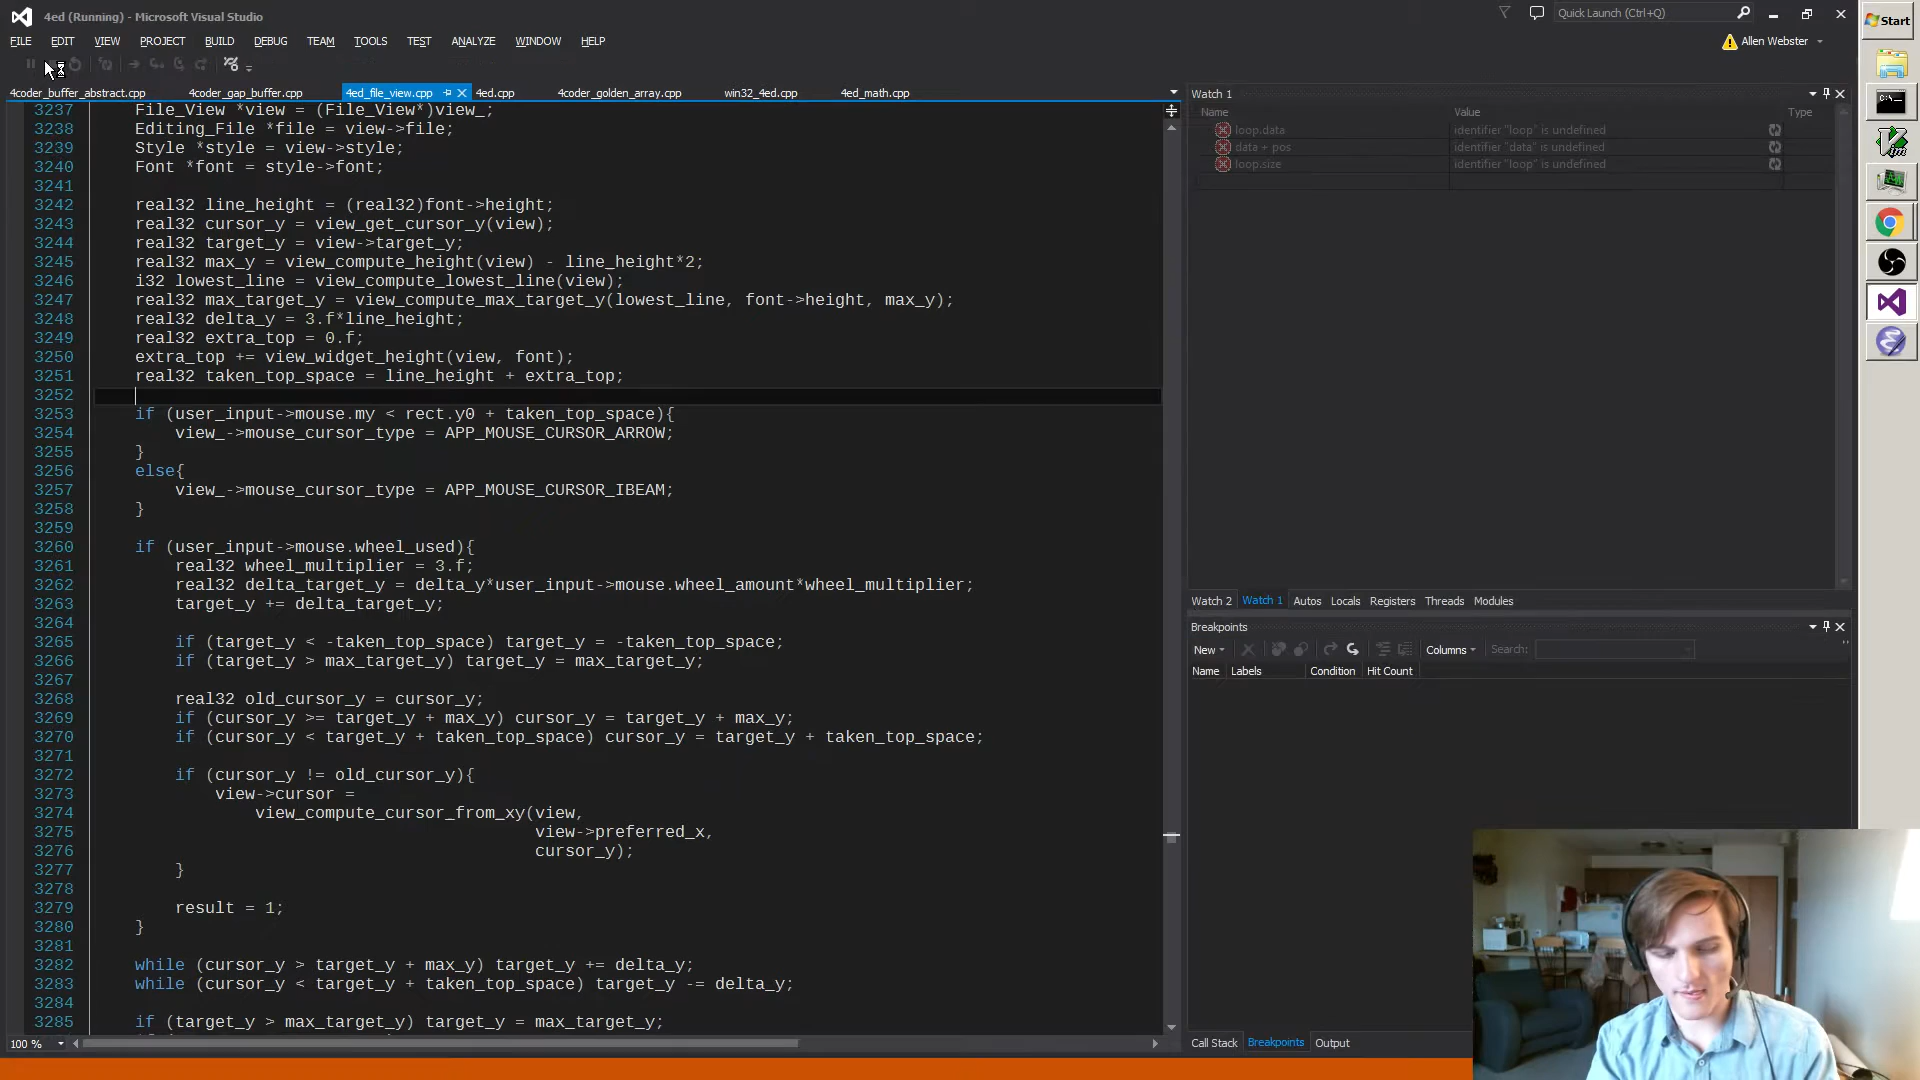 4ed (Running) - Microsoft Visual Studio
Quick Launch (Ctrl+Q)
Start
FILE EDIT VIEW PROJECT BUILD DEBUG TEAM TOOLS TEST ANALYZE WINDOW HELP
Allen Webster
4coder_buffer_abstract.cpp 4coder_gap_buffer.cpp 4ed_file_view.cpp 4ed.cpp 4coder_golden_array.cpp win32_4ed.cpp 4ed_math.cpp
3237 File_View *view = (File_View*)view_;
3238 Editing_File *file = view->file;
3239 Style *style = view->style;
3240 Font *font = style->font;
3241
3242 real32 line_height = (real32)font->height;
3243 real32 cursor_y = view_get_cursor_y(view);
3244 real32 target_y = view->target_y;
3245 real32 max_y = view_compute_height(view) - line_height*2;
3246 i32 lowest_line = view_compute_lowest_line(view);
3247 real32 max_target_y = view_compute_max_target_y(lowest_line, font->height, max_y);
3248 real32 delta_y = 3.f*line_height;
3249 real32 extra_top = 0.f;
3250 extra_top += view_widget_height(view, font);
3251 real32 taken_top_space = line_height + extra_top;
3252
3253 if (user_input->mouse.my < rect.y0 + taken_top_space){
3254 view_->mouse_cursor_type = APP_MOUSE_CURSOR_ARROW;
3255 }
3256 else{
3257 view_->mouse_cursor_type = APP_MOUSE_CURSOR_IBEAM;
3258 }
3259
3260 if (user_input->mouse.wheel_used){
3261 real32 wheel_multiplier = 3.f;
3262 real32 delta_target_y = delta_y*user_input->mouse.wheel_amount*wheel_multiplier;
3263 target_y += delta_target_y;
3264
3265 if (target_y < -taken_top_space) target_y = -taken_top_space;
3266 if (target_y > max_target_y) target_y = max_target_y;
3267
3268 real32 old_cursor_y = cursor_y;
3269 if (cursor_y >= target_y + max_y) cursor_y = target_y + max_y;
3270 if (cursor_y < target_y + taken_top_space) cursor_y = target_y + taken_top_space;
3271
3272 if (cursor_y != old_cursor_y){
3273 view->cursor =
3274 view_compute_cursor_from_xy(view,
3275 view->preferred_x,
3276 cursor_y);
3277 }
3278
3279 result = 1;
3280 }
3281
3282 while (cursor_y > target_y + max_y) target_y += delta_y;
3283 while (cursor_y < target_y + taken_top_space) target_y -= delta_y;
3284
3285 if (target_y > max_target_y) target_y = max_target_y;
100 %
Watch 1
Name Value Type
loop.data identifier "loop" is undefined
data + pos identifier "data" is undefined
loop.size identifier "loop" is undefined
Watch 2 Watch 1 Autos Locals Registers Threads Modules
Breakpoints
New Columns Search:
Name Labels Condition Hit Count
Call Stack Breakpoints Output